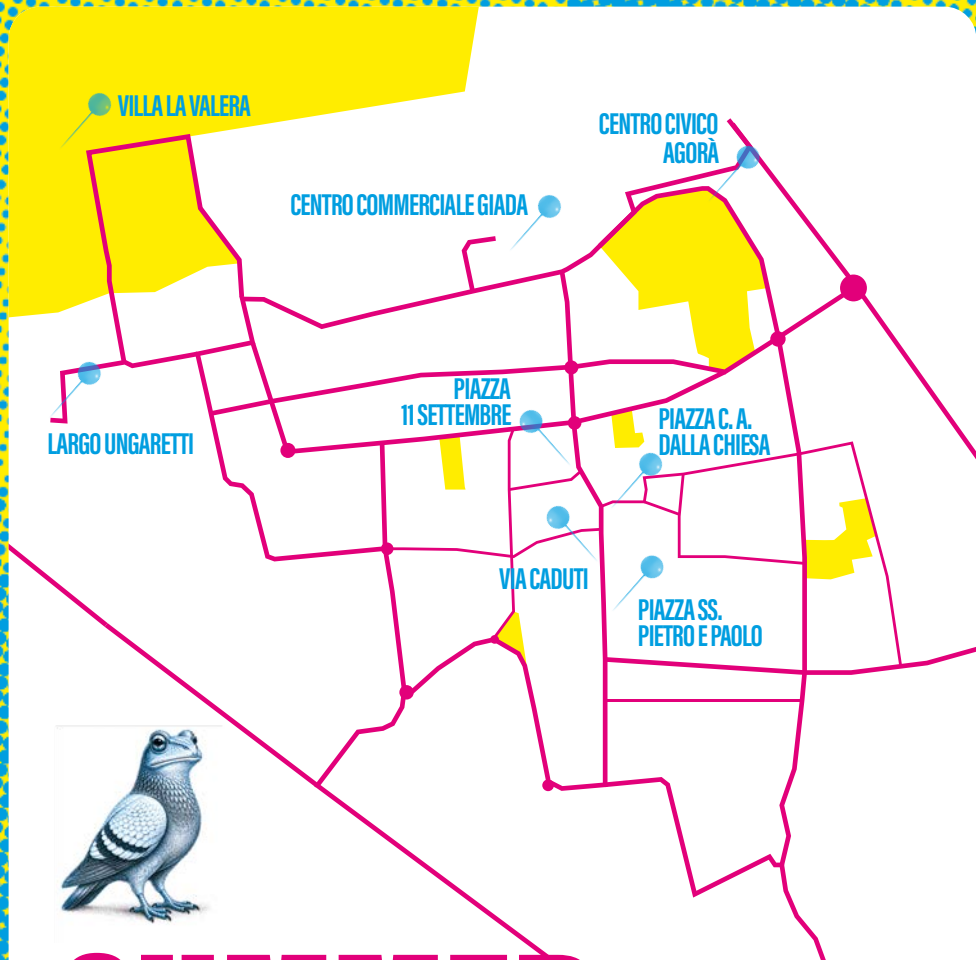 VILLA LA VALERA
CENTRO CIVICO
AGORÀ
CENTRO COMMERCIALE GIADA
PIAZZA
11 SETTEMBRE
PIAZZA C. A.
DALLA CHIESA
LARGO UNGARETTI
VIA CADUTI
PIAZZA SS.
PIETRO E PAOLO